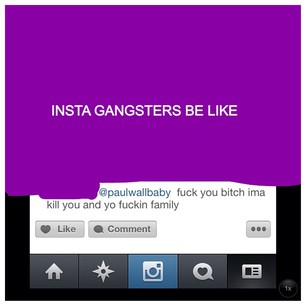 INSTA GANGSTERS BE LIKE
@paulwallbaby fuck you bitch ima
kill you and yo fuckin family
Like
Comment
1x